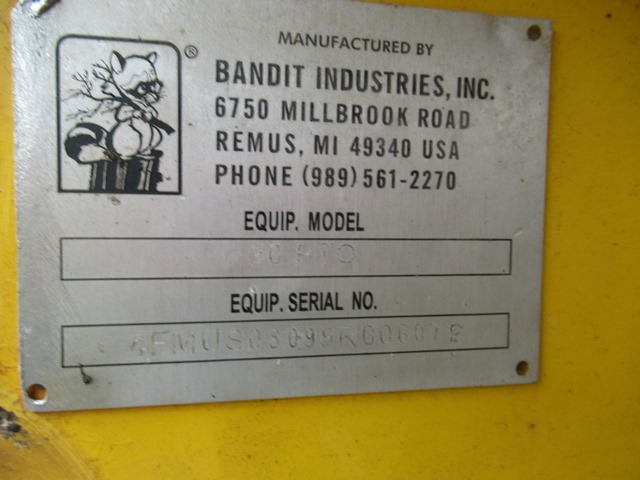 ®
MANUFACTURED BY
BANDIT INDUSTRIES, INC.
6750 MILLBROOK ROAD
REMUS, MI 49340 USA
PHONE (989) 561-2270
EQUIP. MODEL
EQUIP. SERIAL NO.